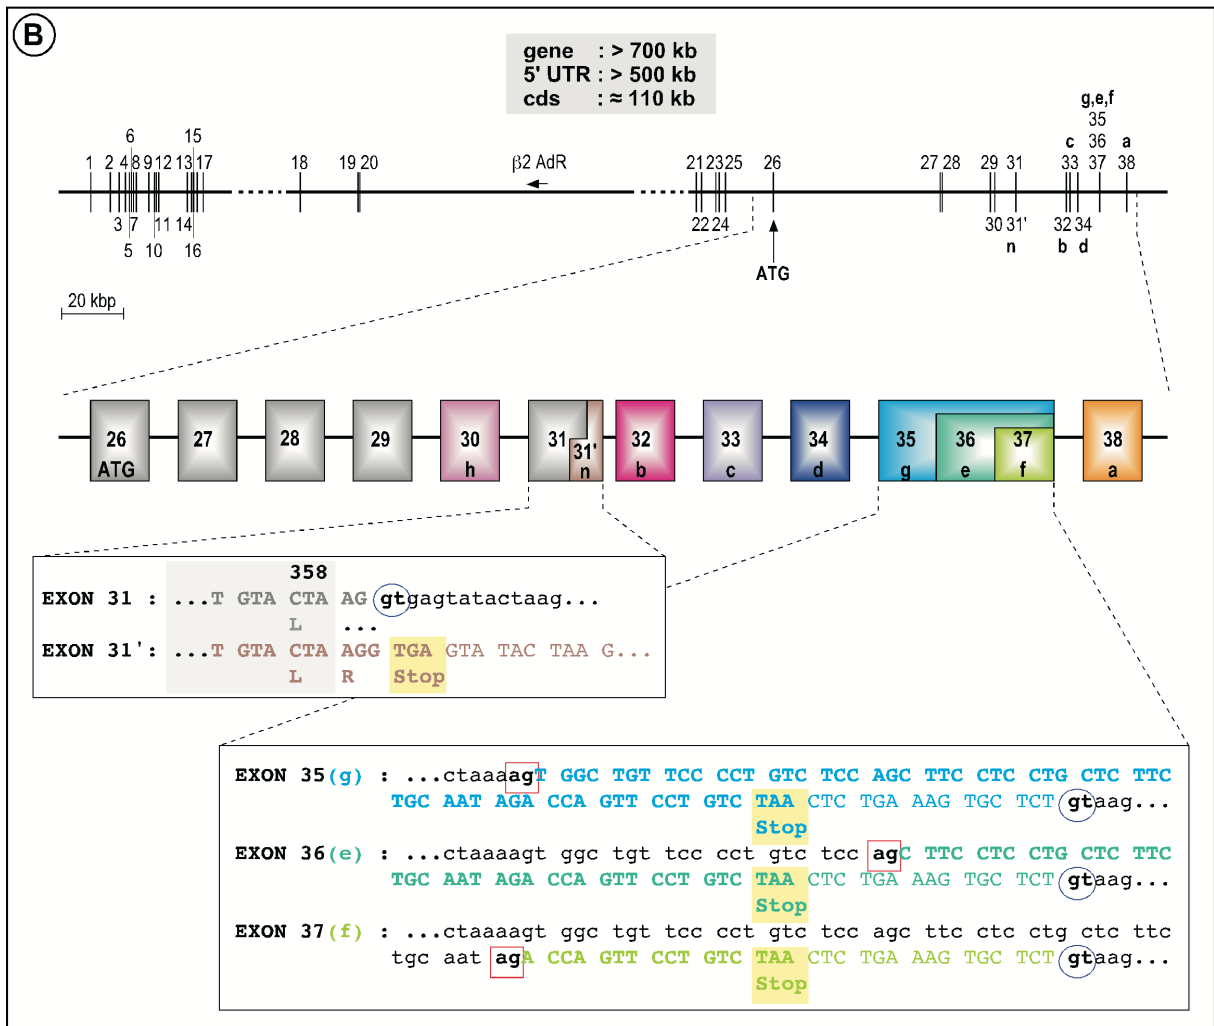 B
gene : > 700 kb
5' UTR : > 500 kb
cds : ≈ 110 kb
g,e,f
6 15 35
36 c a
1 2 4 8 9 12 13 17 18 19 20 β2 AdR 21 23 25 26 27 28 29 31 33 37 38
3 7 11 14 22 24 30 31' 32 34
5 10 16 n b d
ATG
20 kbp
26 27 28 29 30 31 31' 32 33 34 35 36 37 38
ATG h n b c d g e f a
358
EXON 31 : ...T GTA CTA AG gtgagtatactaag...
L ...
EXON 31': ...T GTA CTA AGG TGA GTA TAC TAA G...
L R Stop
EXON 35(g) : ...ctaaaagT GGC TGT TCC CCT GTC TCC AGC TTC CTC CTG CTC TTC
TGC AAT AGA CCA GTT CCT GTC TAA CTC TGA AAG TGC TCT gtaag...
Stop
EXON 36(e) : ...ctaaaagt ggc tgt tcc cct gtc tcc agC TTC CTC CTG CTC TTC
TGC AAT AGA CCA GTT CCT GTC TAA CTC TGA AAG TGC TCT gtaag...
Stop
EXON 37(f) : ...ctaaaagt ggc tgt tcc cct gtc tcc agc ttc ctc ctg ctc ttc
tgc aat agA CCA GTT CCT GTC TAA CTC TGA AAG TGC TCT gtaag...
Stop